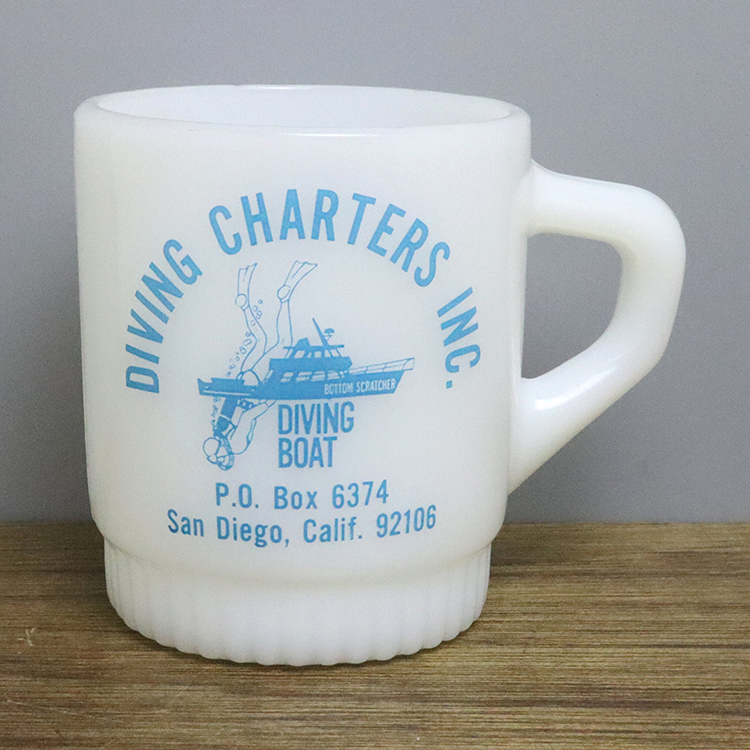 DIVING CHARTERS INC.
BOTTOM SCRATCHER
DIVING
BOAT
P.O. Box 6374
San Diego, Calif. 92106